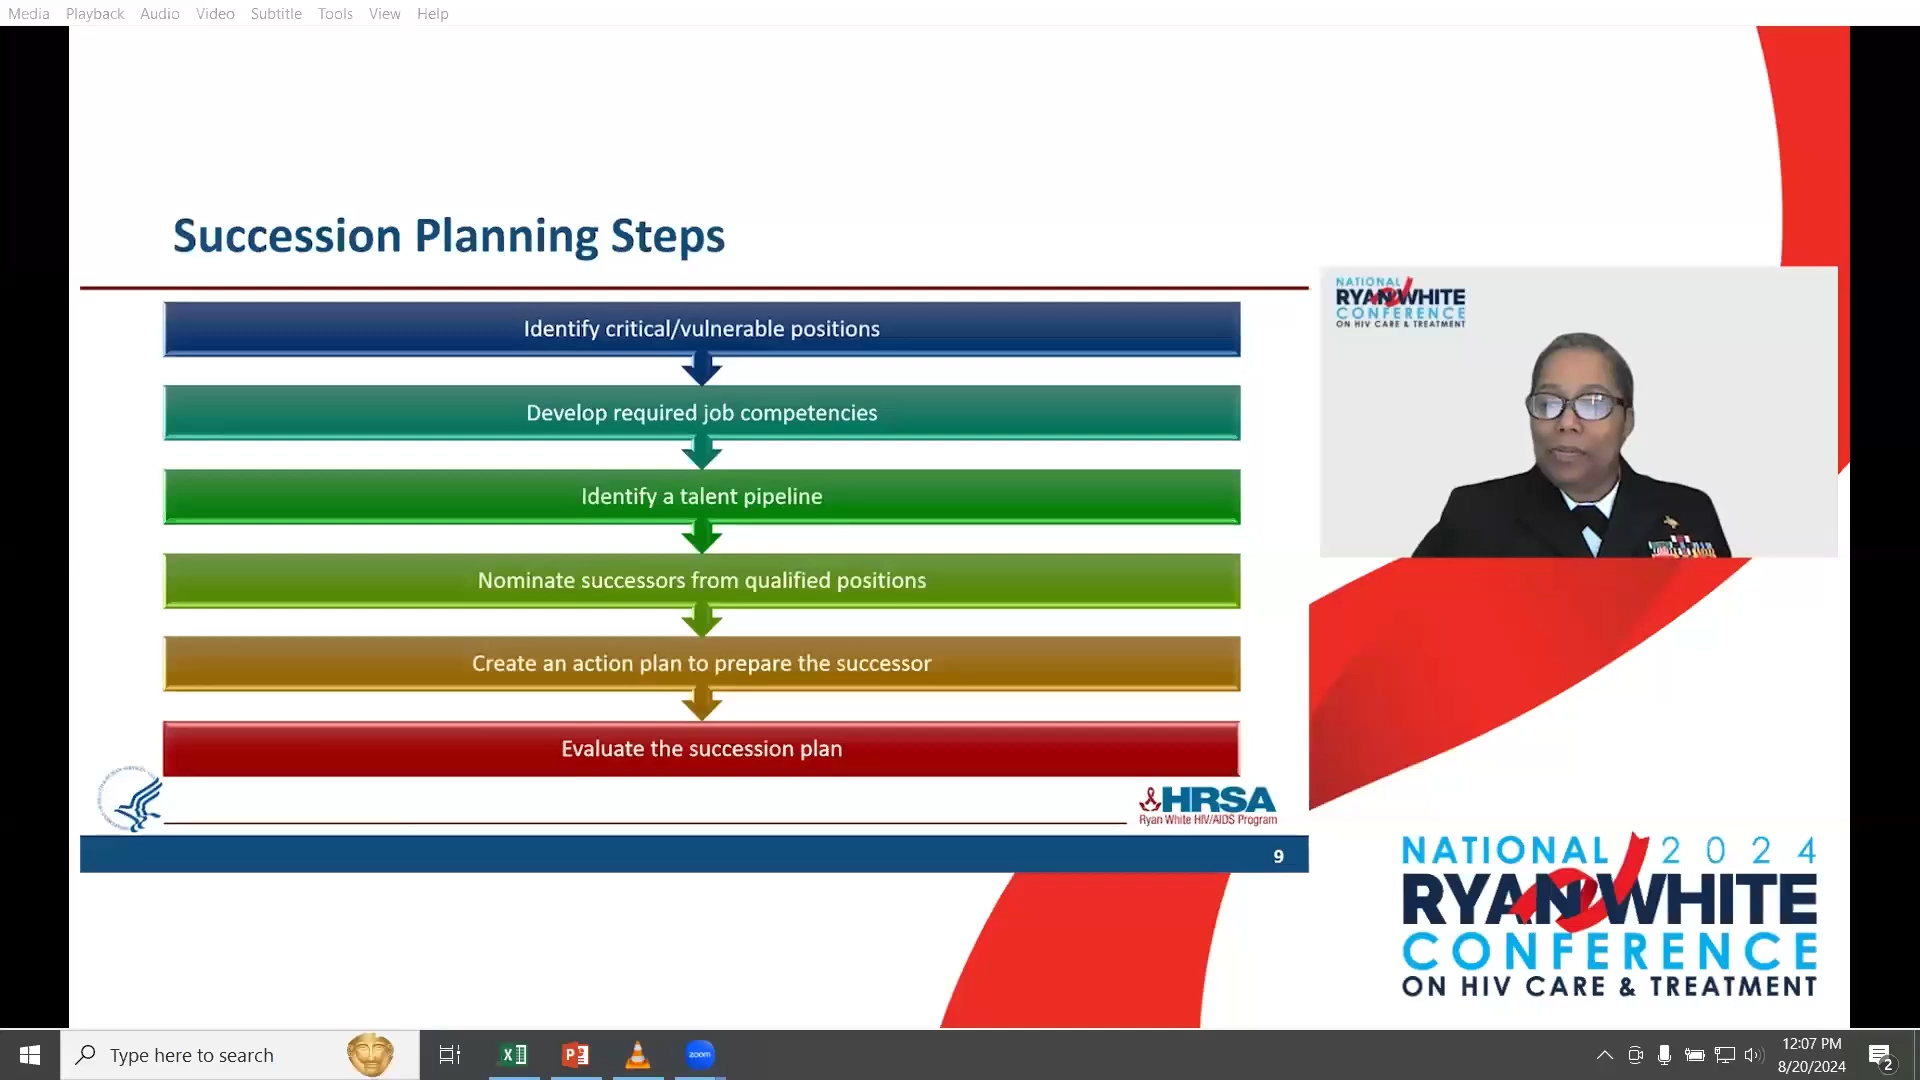 Media Playback Audio Video Subtitle Tools View Help
Succession Planning Steps
Identify critical/vulnerable positions
Develop required job competencies
Identify a talent pipeline
Nominate successors from qualified positions
Create an action plan to prepare the successor
Evaluate the succession plan
HRSA
Ryan White HIV/AIDS Program
9
NATIONAL
RYAN WHITE
CONFERENCE
ON HIV CARE & TREATMENT
NATIONAL 2024
RYAN WHITE
CONFERENCE
ON HIV CARE & TREATMENT
Type here to search
zoom
12:07 PM
8/20/2024
2